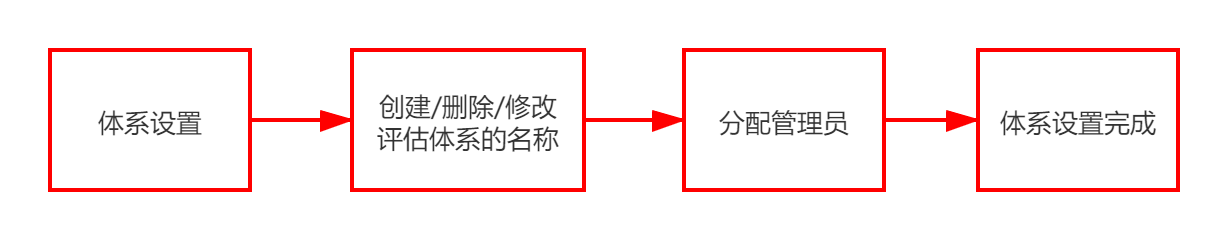 体系设置
创建/删除/修改
评估体系的名称
分配管理员
体系设置完成